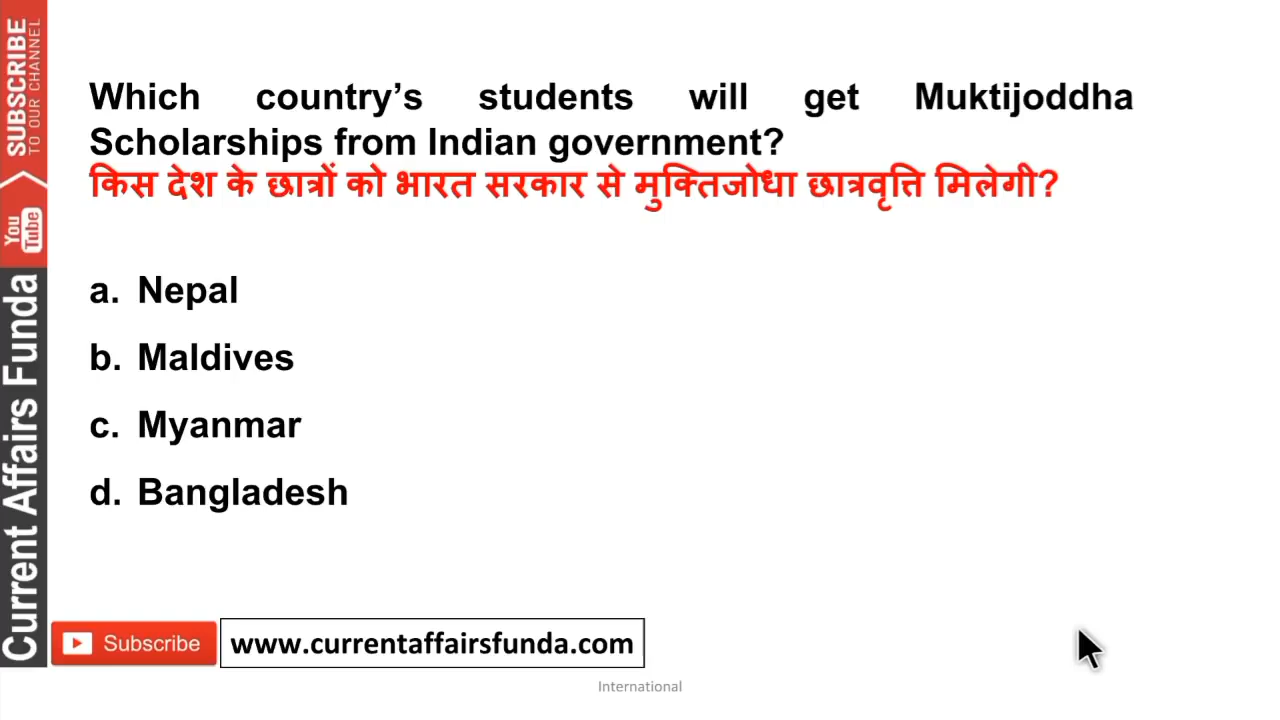 Which country’s students will get Muktijoddha
Scholarships from Indian government?
किस देश के छात्रों को भारत सरकार से मुक्तिजोधा छात्रवृत्ति मिलेगी?
a. Nepal
b. Maldives
c. Myanmar
d. Bangladesh
SUBSCRIBE
TO OUR CHANNEL
You
Tube
Current Affairs Funda
Subscribe
www.currentaffairsfunda.com
International